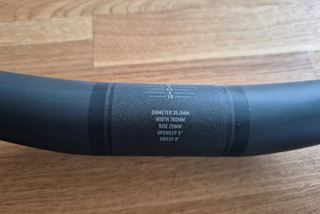 DIAMETER 35.0MM
WIDTH 780MM
RISE 20MM
UPSWEEP 5°
SWEEP 8°